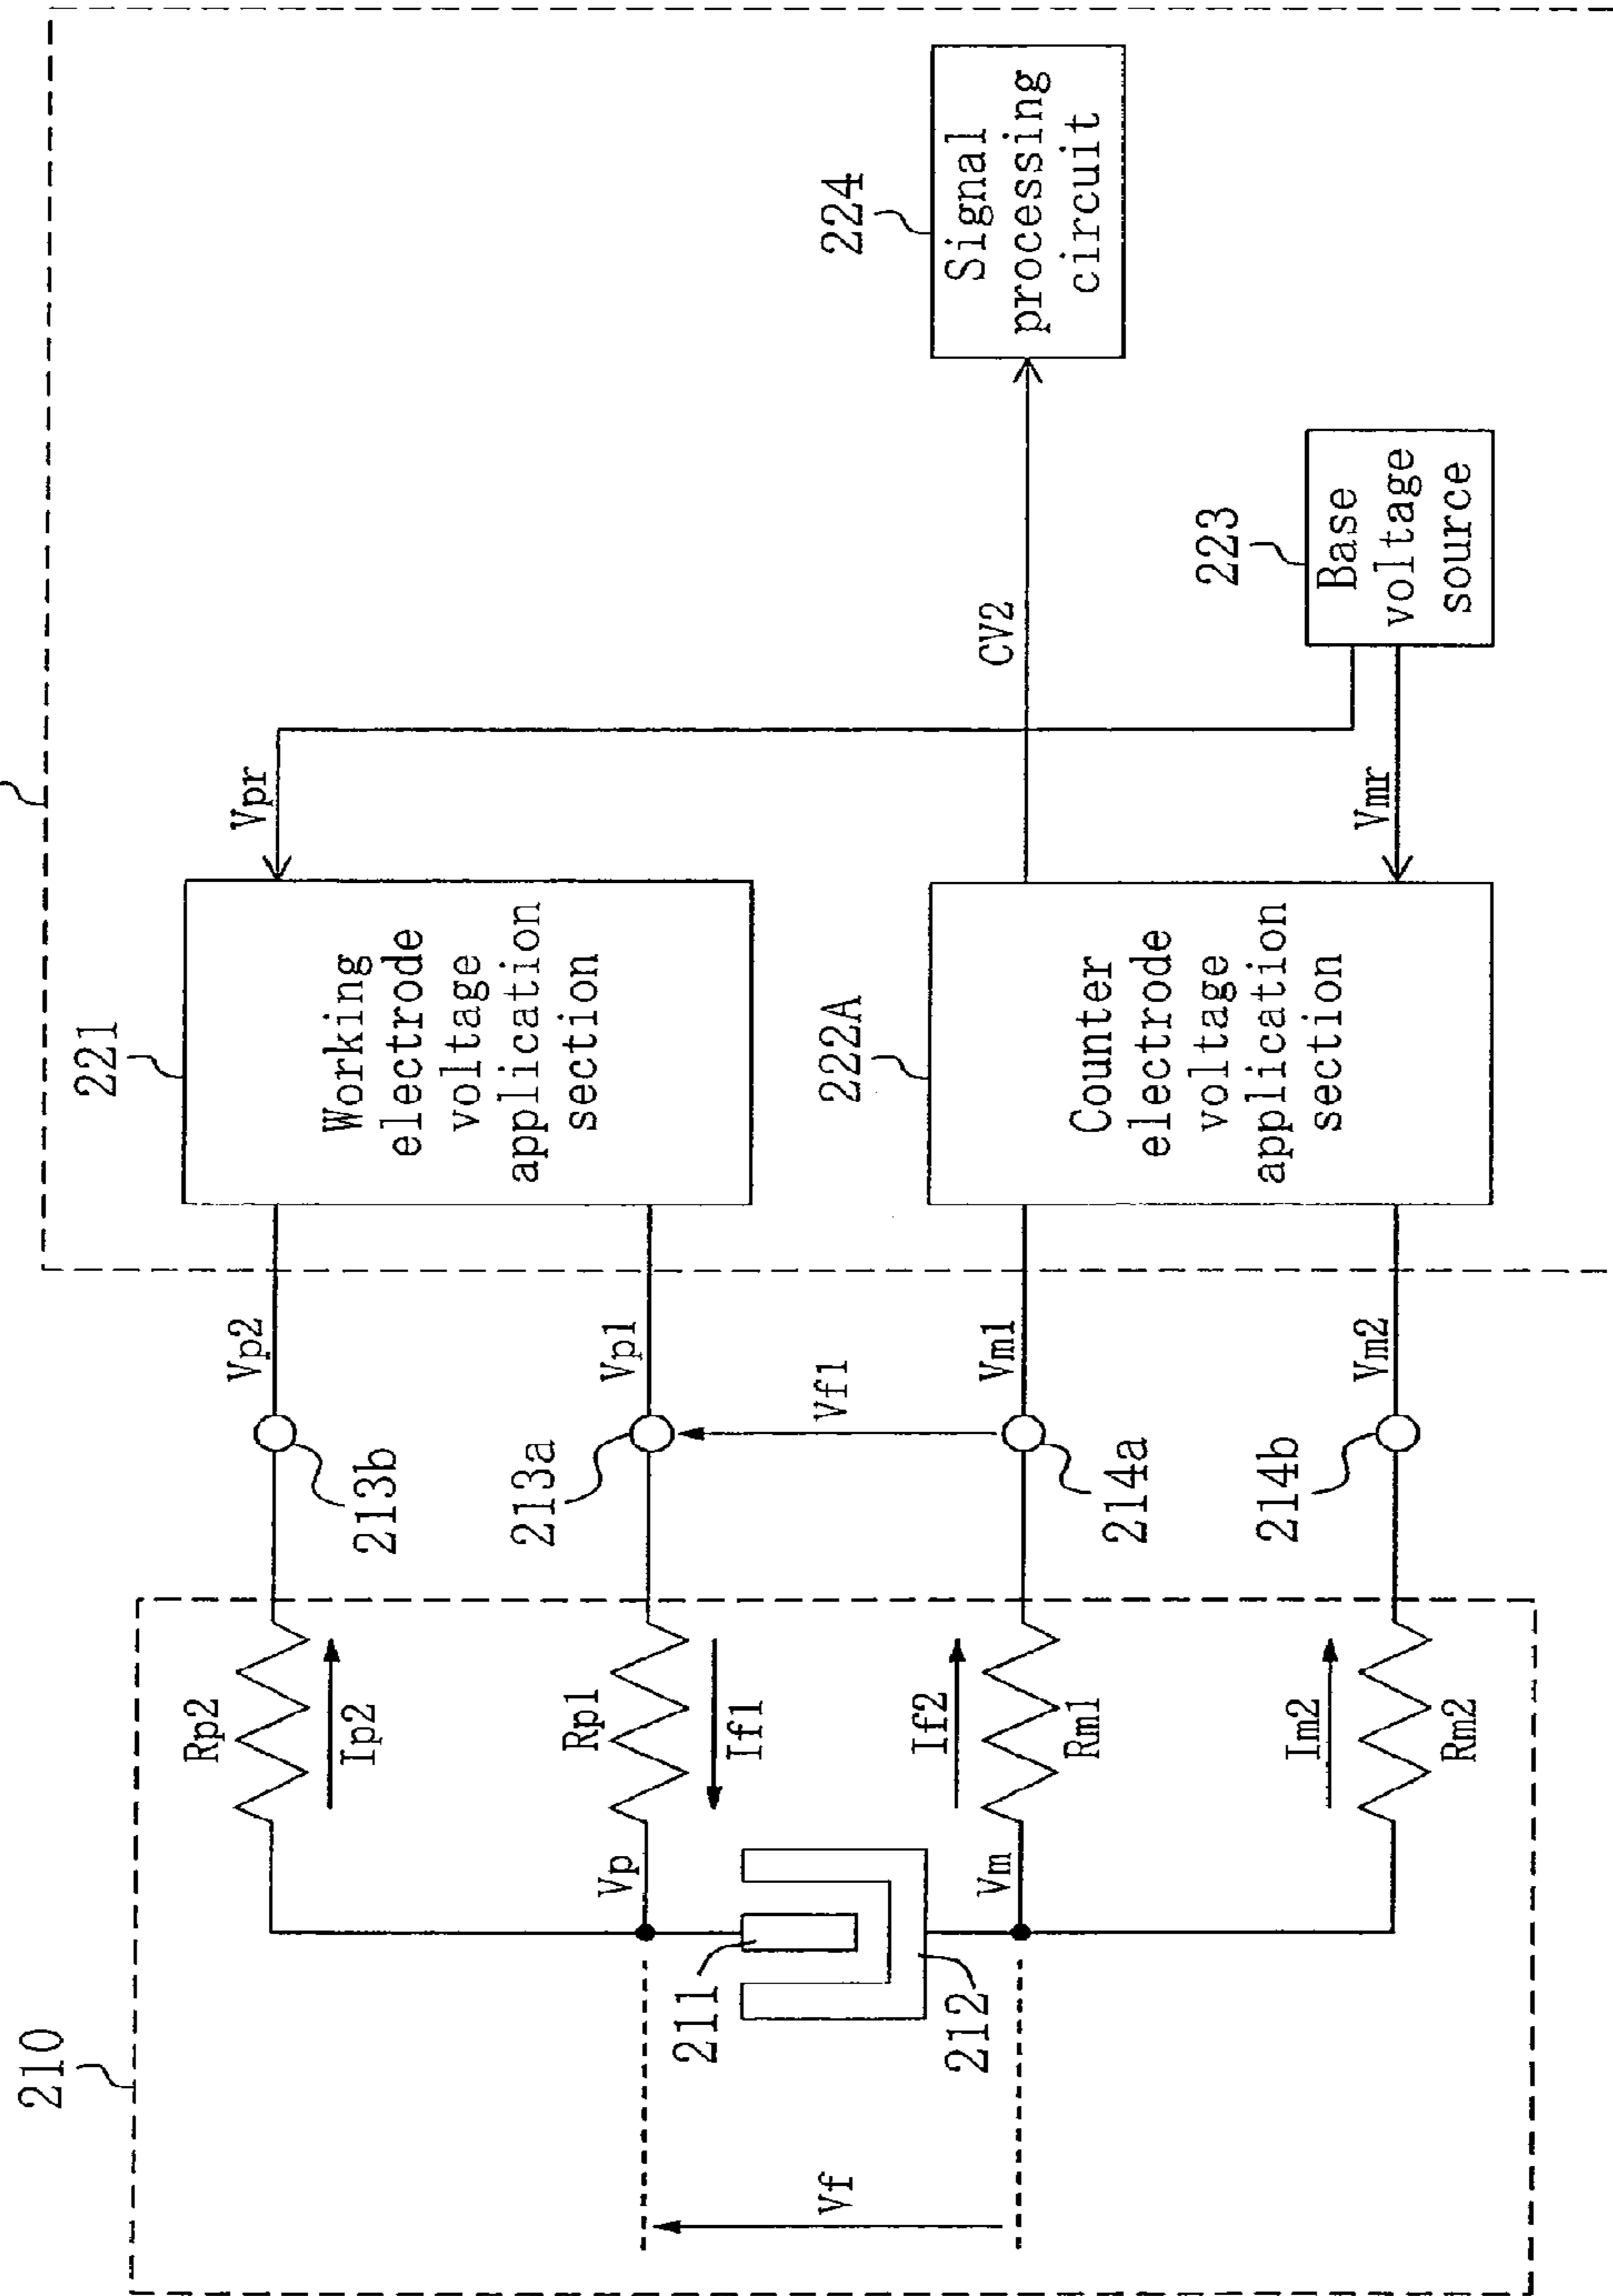 210
Vf
211
212
Vp
Vm
Rp2
Ip2
Rp1
If1
If2
Rm1
Im2
Rm2
213b
213a
214a
214b
Vp2
Vp1
Vf1
Vm1
Vm2
221
Working
electrode
voltage
application
section
222A
Counter
electrode
voltage
application
section
Vpr
CV2
Vmr
223
Base
voltage
source
224
Signal
processing
circuit